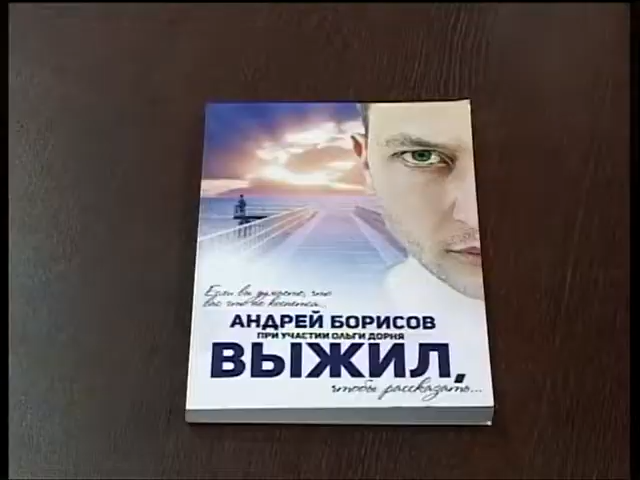 Если вы думаете, что
вас это не коснется...
АНДРЕЙ БОРИСОВ
ПРИ УЧАСТИИ ОЛЬГИ ДОРНЯ
ВЫЖИЛ,
чтобы рассказать...